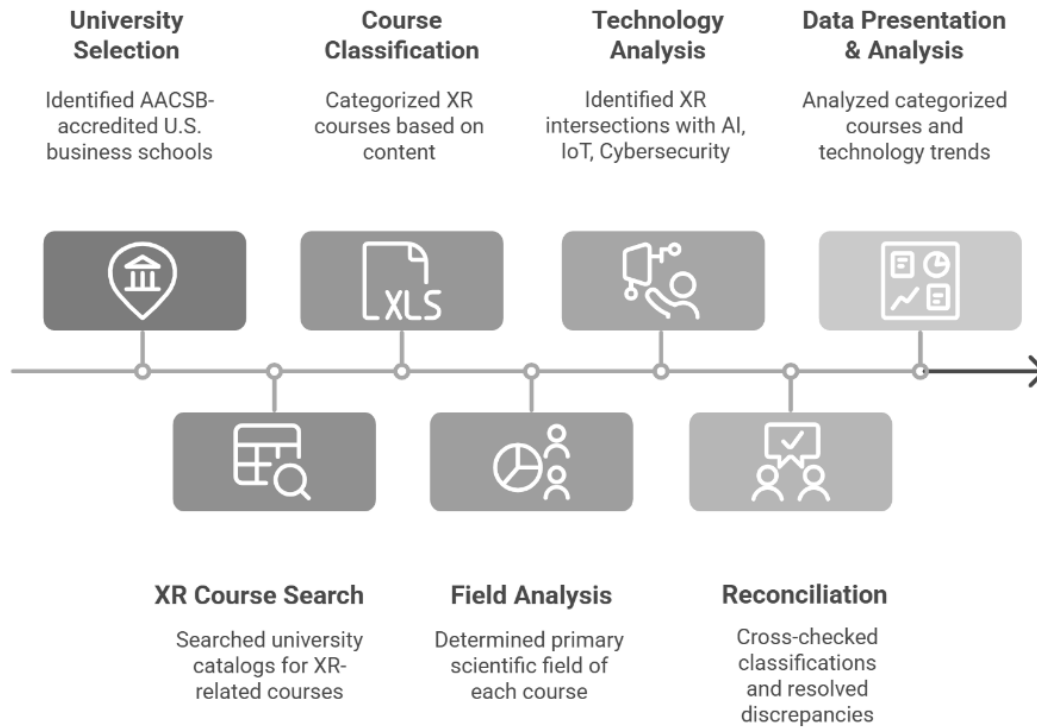 University
Selection
Identified AACSB-
accredited U.S.
business schools
Course
Classification
Categorized XR
courses based on
content
Technology
Analysis
Identified XR
intersections with AI,
IoT, Cybersecurity
Data Presentation
& Analysis
Analyzed categorized
courses and
technology trends
XLS
XR Course Search
Searched university
catalogs for XR-
related courses
Field Analysis
Determined primary
scientific field of
each course
Reconciliation
Cross-checked
classifications
and resolved
discrepancies